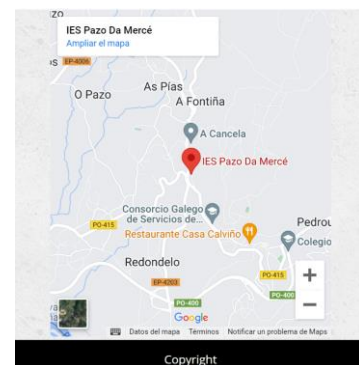 ZO
IES Pazo Da Mercé
Ampliar el mapa
OS
EP-4006
As Pías
O Pazo
A Fontiña
A Cancela
IES Pazo Da Mercé
Consorcio Galego
de Servicios de...
PO-415
Pedrou
Restaurante Casa Calviño
Colegio
Redondelo
PO-415
EP-4203
PO-400
PO-400
Google
Datos del mapa Términos Notificar un problema de Maps
Copyright